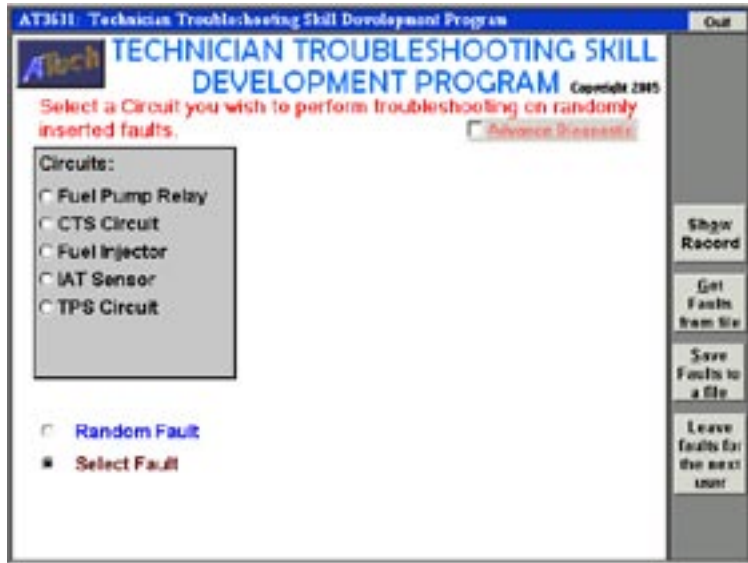 AT3631: Technician Troubleshooting Skill Development Program
Quit
ATech
TECHNICIAN TROUBLESHOOTING SKILL
DEVELOPMENT PROGRAM Copyright 2005
Select a Circuit you wish to perform troubleshooting on randomly
inserted faults.
Advance Diagnostic
Circuits:
Fuel Pump Relay
CTS Circuit
Fuel Injector
IAT Sensor
TPS Circuit
Random Fault
Select Fault
Show
Record
Get
Faults
from file
Save
Faults to
a file
Leave
faults for
the next
user